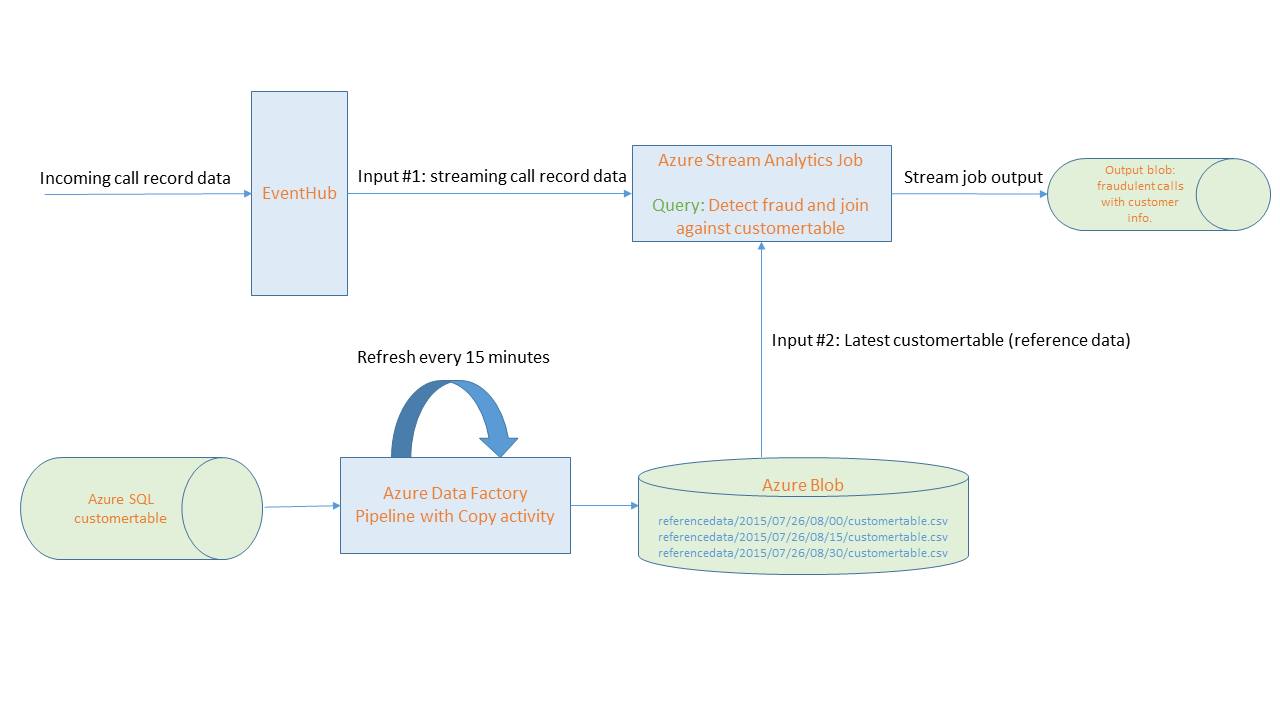 Incoming call record data
EventHub
Input #1: streaming call record data
Azure Stream Analytics Job
Query: Detect fraud and join
against customertable
Stream job output
Output blob:
fraudulent calls
with customer
info.
Input #2: Latest customertable (reference data)
Refresh every 15 minutes
Azure SQL
customertable
Azure Data Factory
Pipeline with Copy activity
Azure Blob
referencedata/2015/07/26/08/00/customertable.csv
referencedata/2015/07/26/08/15/customertable.csv
referencedata/2015/07/26/08/30/customertable.csv